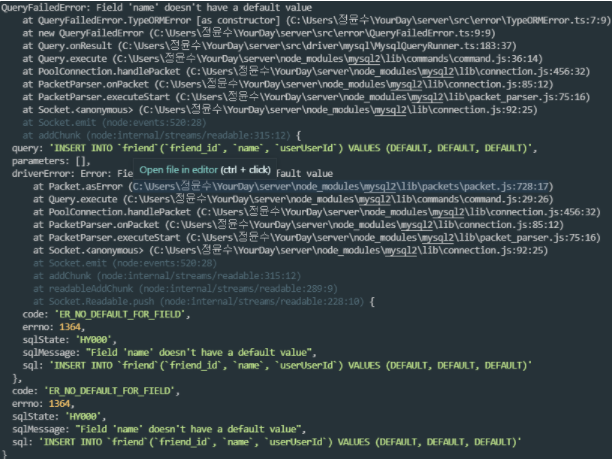 QueryFailedError: Field 'name' doesn't have a default value
at QueryFailedError.TypeORMError [as constructor] (C:\Users\정윤수\YourDay\server\src\error\TypeORMError.ts:7:9)
at new QueryFailedError (C:\Users\정윤수\YourDay\server\src\error\QueryFailedError.ts:9:9)
at Query.onResult (C:\Users\정윤수\YourDay\server\src\driver\mysql\MysqlQueryRunner.ts:183:37)
at Query.execute (C:\Users\정윤수\YourDay\server\node_modules\mysql2\lib\commands\command.js:36:14)
at PoolConnection.handlePacket (C:\Users\정윤수\YourDay\server\node_modules\mysql2\lib\connection.js:456:32)
at PacketParser.onPacket (C:\Users\정윤수\YourDay\server\node_modules\mysql2\lib\connection.js:85:12)
at PacketParser.executeStart (C:\Users\정윤수\YourDay\server\node_modules\mysql2\lib\packet_parser.js:75:16)
at Socket.<anonymous> (C:\Users\정윤수\YourDay\server\node_modules\mysql2\lib\connection.js:92:25)
at Socket.emit (node:events:520:28)
at addChunk (node:internal/streams/readable:315:12) {
query: 'INSERT INTO `friend`(`friend_id`, `name`, `userUserId`) VALUES (DEFAULT, DEFAULT, DEFAULT)',
parameters: [],
driverError: Error: Fie Open file in editor (ctrl + click) fault value
at Packet.asError (C:\Users\정윤수\YourDay\server\node_modules\mysql2\lib\packets\packet.js:728:17)
at Query.execute (C:\Users\정윤수\YourDay\server\node_modules\mysql2\lib\commands\command.js:29:26)
at PoolConnection.handlePacket (C:\Users\정윤수\YourDay\server\node_modules\mysql2\lib\connection.js:456:32)
at PacketParser.onPacket (C:\Users\정윤수\YourDay\server\node_modules\mysql2\lib\connection.js:85:12)
at PacketParser.executeStart (C:\Users\정윤수\YourDay\server\node_modules\mysql2\lib\packet_parser.js:75:16)
at Socket.<anonymous> (C:\Users\정윤수\YourDay\server\node_modules\mysql2\lib\connection.js:92:25)
at Socket.emit (node:events:520:28)
at addChunk (node:internal/streams/readable:315:12)
at readableAddChunk (node:internal/streams/readable:289:9)
at Socket.Readable.push (node:internal/streams/readable:228:10) {
code: 'ER_NO_DEFAULT_FOR_FIELD',
errno: 1364,
sqlState: 'HY000',
sqlMessage: "Field 'name' doesn't have a default value",
sql: 'INSERT INTO `friend`(`friend_id`, `name`, `userUserId`) VALUES (DEFAULT, DEFAULT, DEFAULT)'
},
code: 'ER_NO_DEFAULT_FOR_FIELD',
errno: 1364,
sqlState: 'HY000',
sqlMessage: "Field 'name' doesn't have a default value",
sql: 'INSERT INTO `friend`(`friend_id`, `name`, `userUserId`) VALUES (DEFAULT, DEFAULT, DEFAULT)'
}